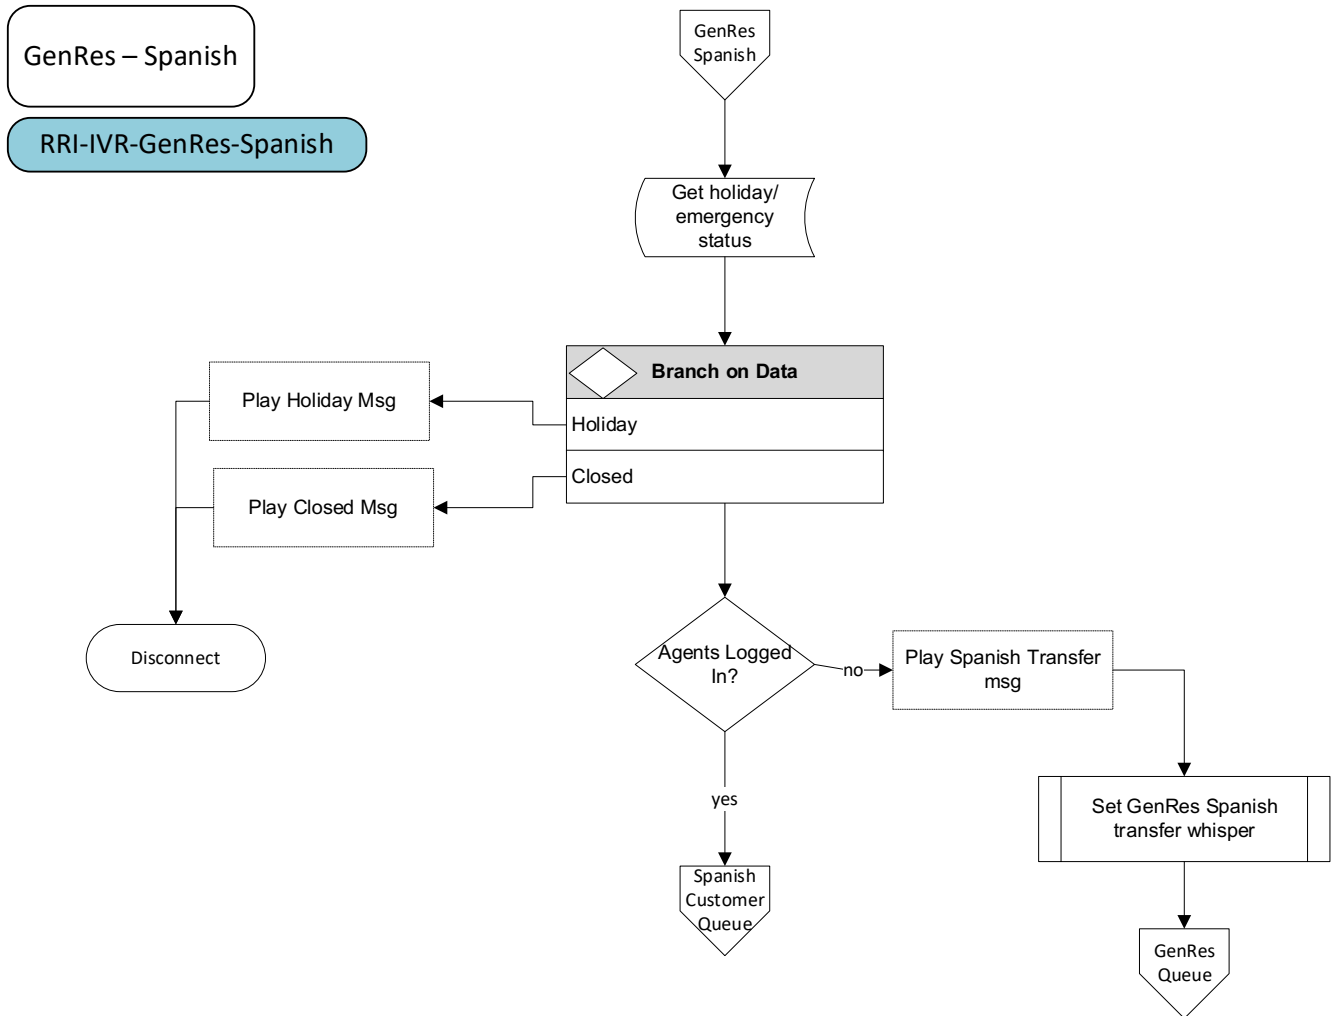 GenRes – Spanish
RRI-IVR-GenRes-Spanish
GenRes
Spanish
Get holiday/
emergency
status
Branch on Data
Holiday
Closed
Play Holiday Msg
Play Closed Msg
Disconnect
Agents Logged
In?
no
Play Spanish Transfer
msg
yes
Set GenRes Spanish
transfer whisper
Spanish
Customer
Queue
GenRes
Queue